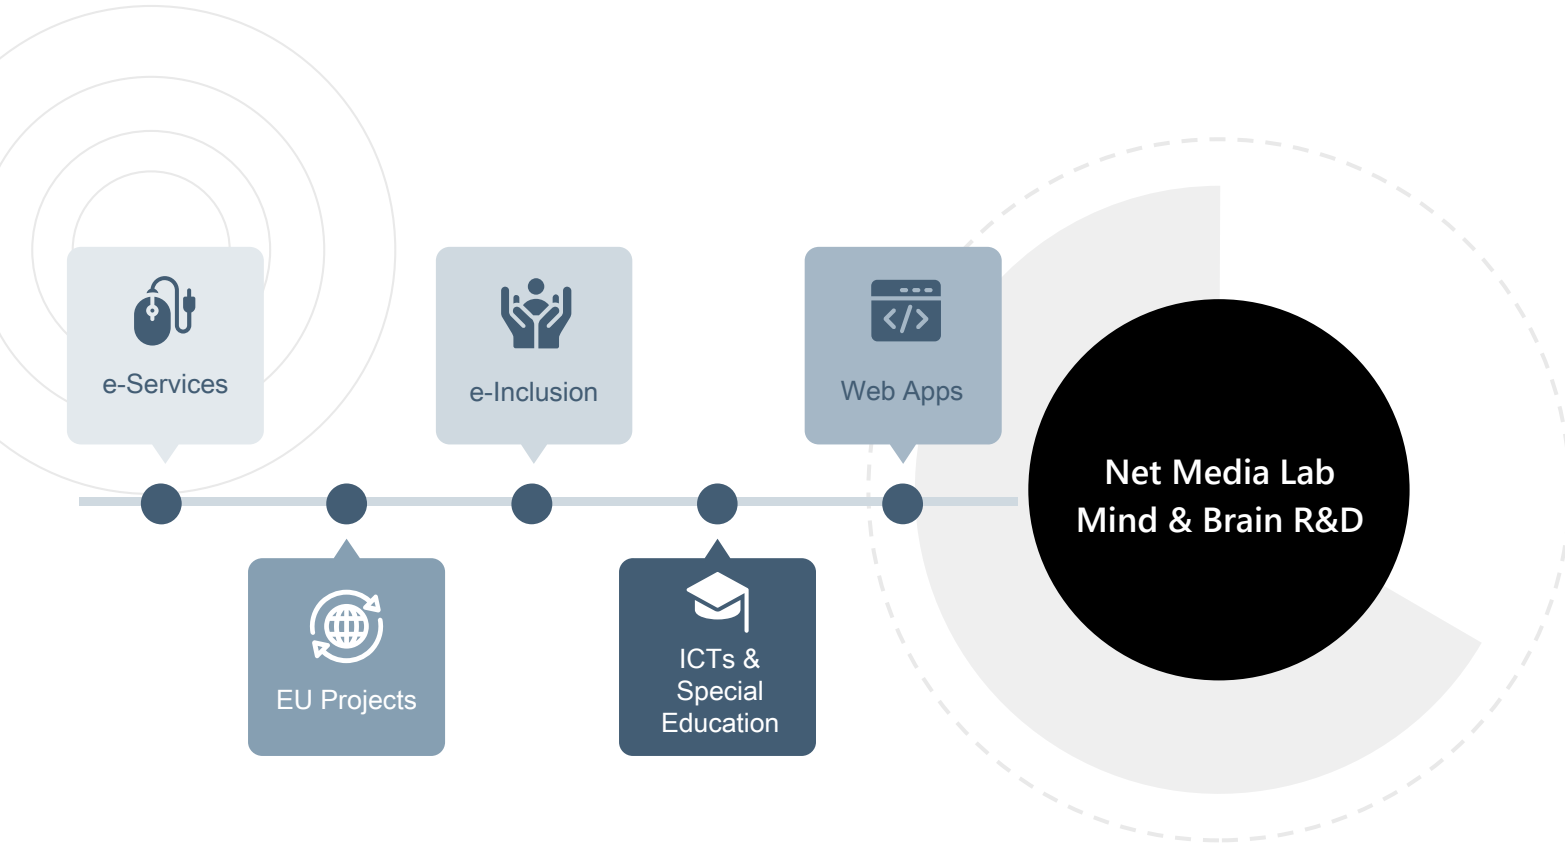 e-Services
e-Inclusion
Web Apps
Net Media Lab
Mind & Brain R&D
EU Projects
ICTs &
Special
Education